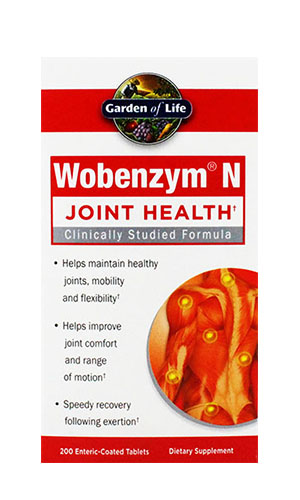 Garden of Life
Wobenzym® N
JOINT HEALTH†
Clinically Studied Formula
• Helps maintain healthy
joints, mobility
and flexibility†
• Helps improve
joint comfort
and range
of motion†
• Speedy recovery
following exertion†
200 Enteric-Coated Tablets Dietary Supplement